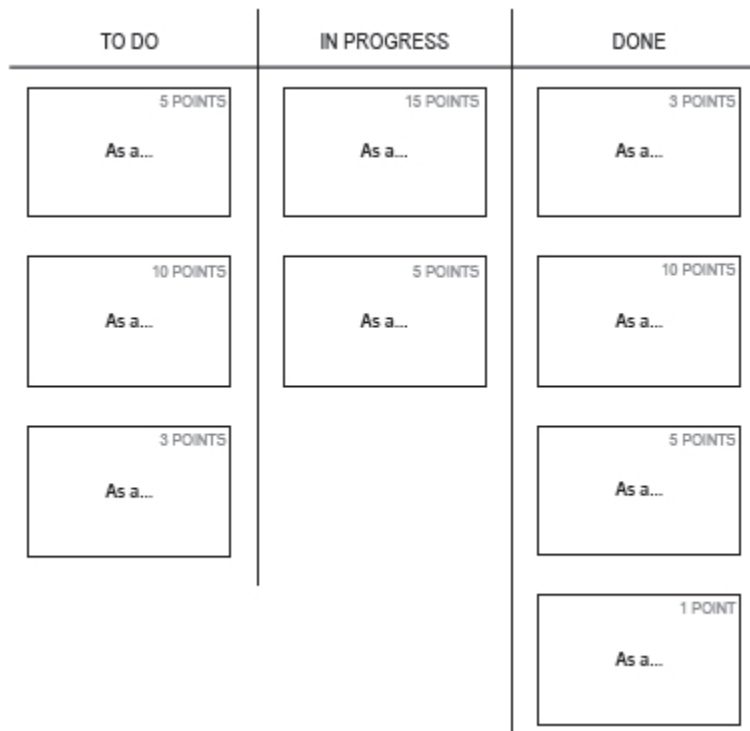 TO DO
IN PROGRESS
DONE
5 POINTS
As a...
10 POINTS
As a...
3 POINTS
As a...
15 POINTS
As a...
5 POINTS
As a...
3 POINTS
As a...
10 POINTS
As a...
5 POINTS
As a...
1 POINT
As a...